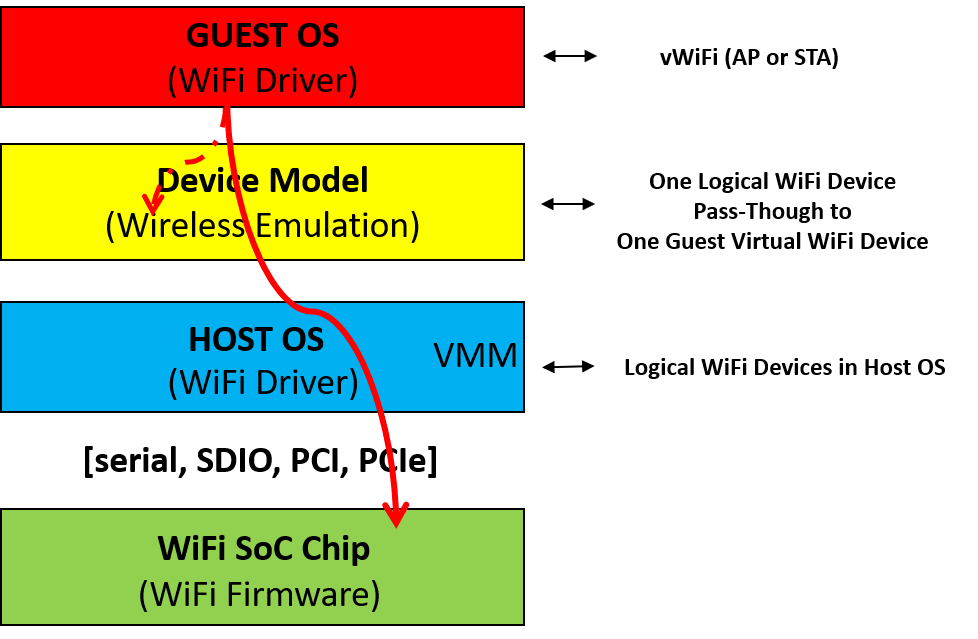 GUEST OS
(WiFi Driver)
vWiFi (AP or STA)
Device Model
(Wireless Emulation)
One Logical WiFi Device
Pass-Though to
One Guest Virtual WiFi Device
HOST OS
(WiFi Driver)
VMM
Logical WiFi Devices in Host OS
[serial, SDIO, PCI, PCIe]
WiFi SoC Chip
(WiFi Firmware)